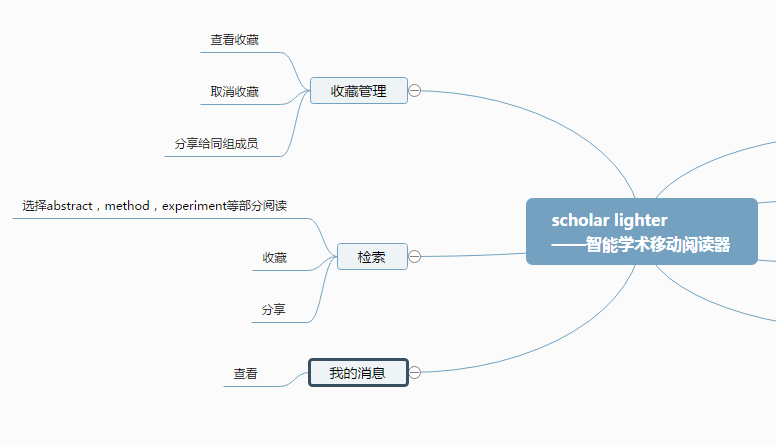 查看收藏
取消收藏
分享给同组成员
收藏管理
选择abstract，method，experiment等部分阅读
收藏
分享
检索
查看
我的消息
scholar lighter
——智能学术移动阅读器